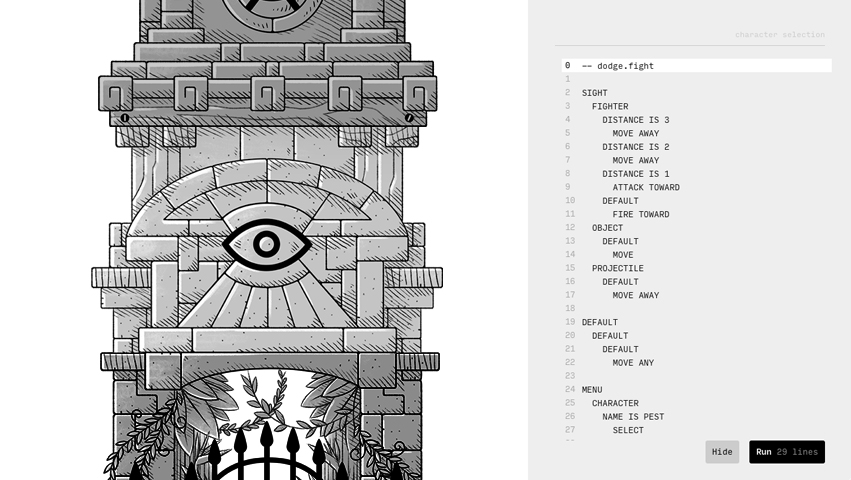 character selection
0 -- dodge.fight
1
2 SIGHT
3 FIGHTER
4 DISTANCE IS 3
5 MOVE AWAY
6 DISTANCE IS 2
7 MOVE AWAY
8 DISTANCE IS 1
9 ATTACK TOWARD
10 DEFAULT
11 FIRE TOWARD
12 OBJECT
13 DEFAULT
14 MOVE
15 PROJECTILE
16 DEFAULT
17 MOVE AWAY
18
19 DEFAULT
20 DEFAULT
21 DEFAULT
22 MOVE ANY
23
24 MENU
25 CHARACTER
26 NAME IS PEST
27 SELECT
Hide
Run 29 lines